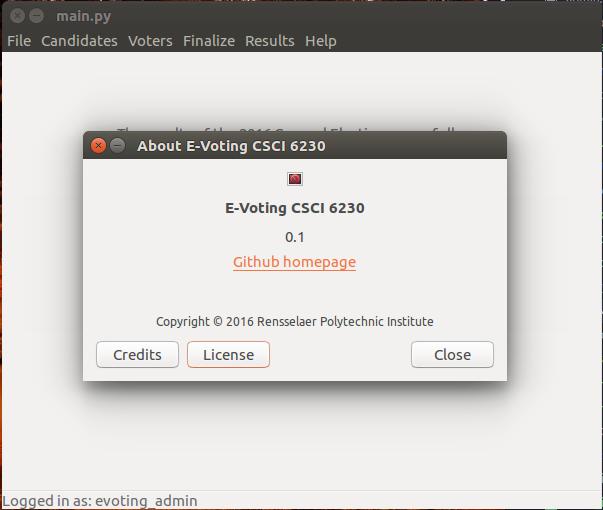 main.py
File Candidates Voters Finalize Results Help
About E-Voting CSCI 6230
E-Voting CSCI 6230
0.1
Github homepage
Copyright © 2016 Rensselaer Polytechnic Institute
Credits License Close
Logged in as: evoting_admin